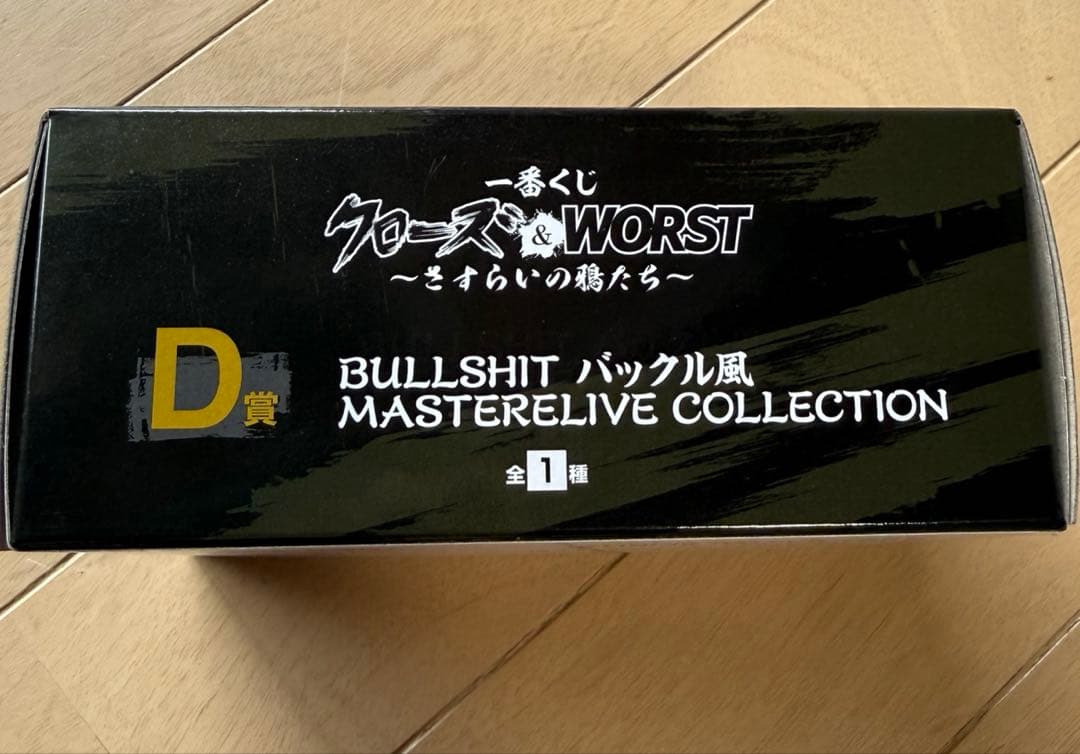 一番くじ
クローズ&WORST
~さすらいの鴉たち~
D賞
BULLSHIT バックル風
MASTERELIVE COLLECTION
全1種